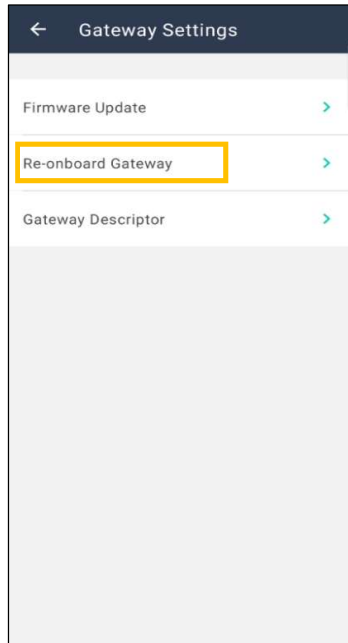 Gateway Settings
Firmware Update
Re-onboard Gateway
Gateway Descriptor